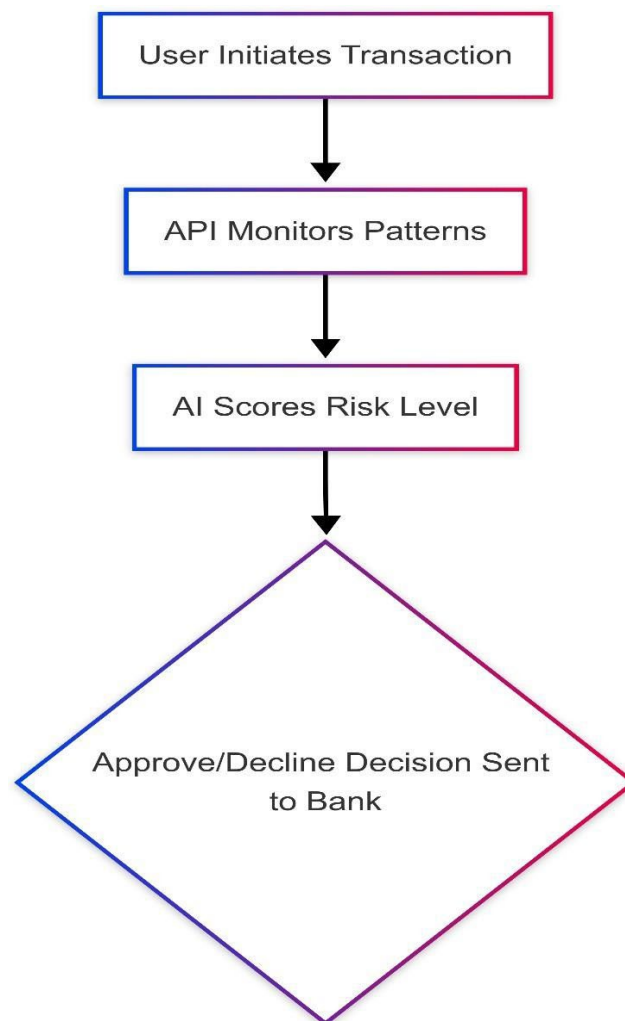 User Initiates Transaction
API Monitors Patterns
AI Scores Risk Level
Approve/Decline Decision Sent
to Bank